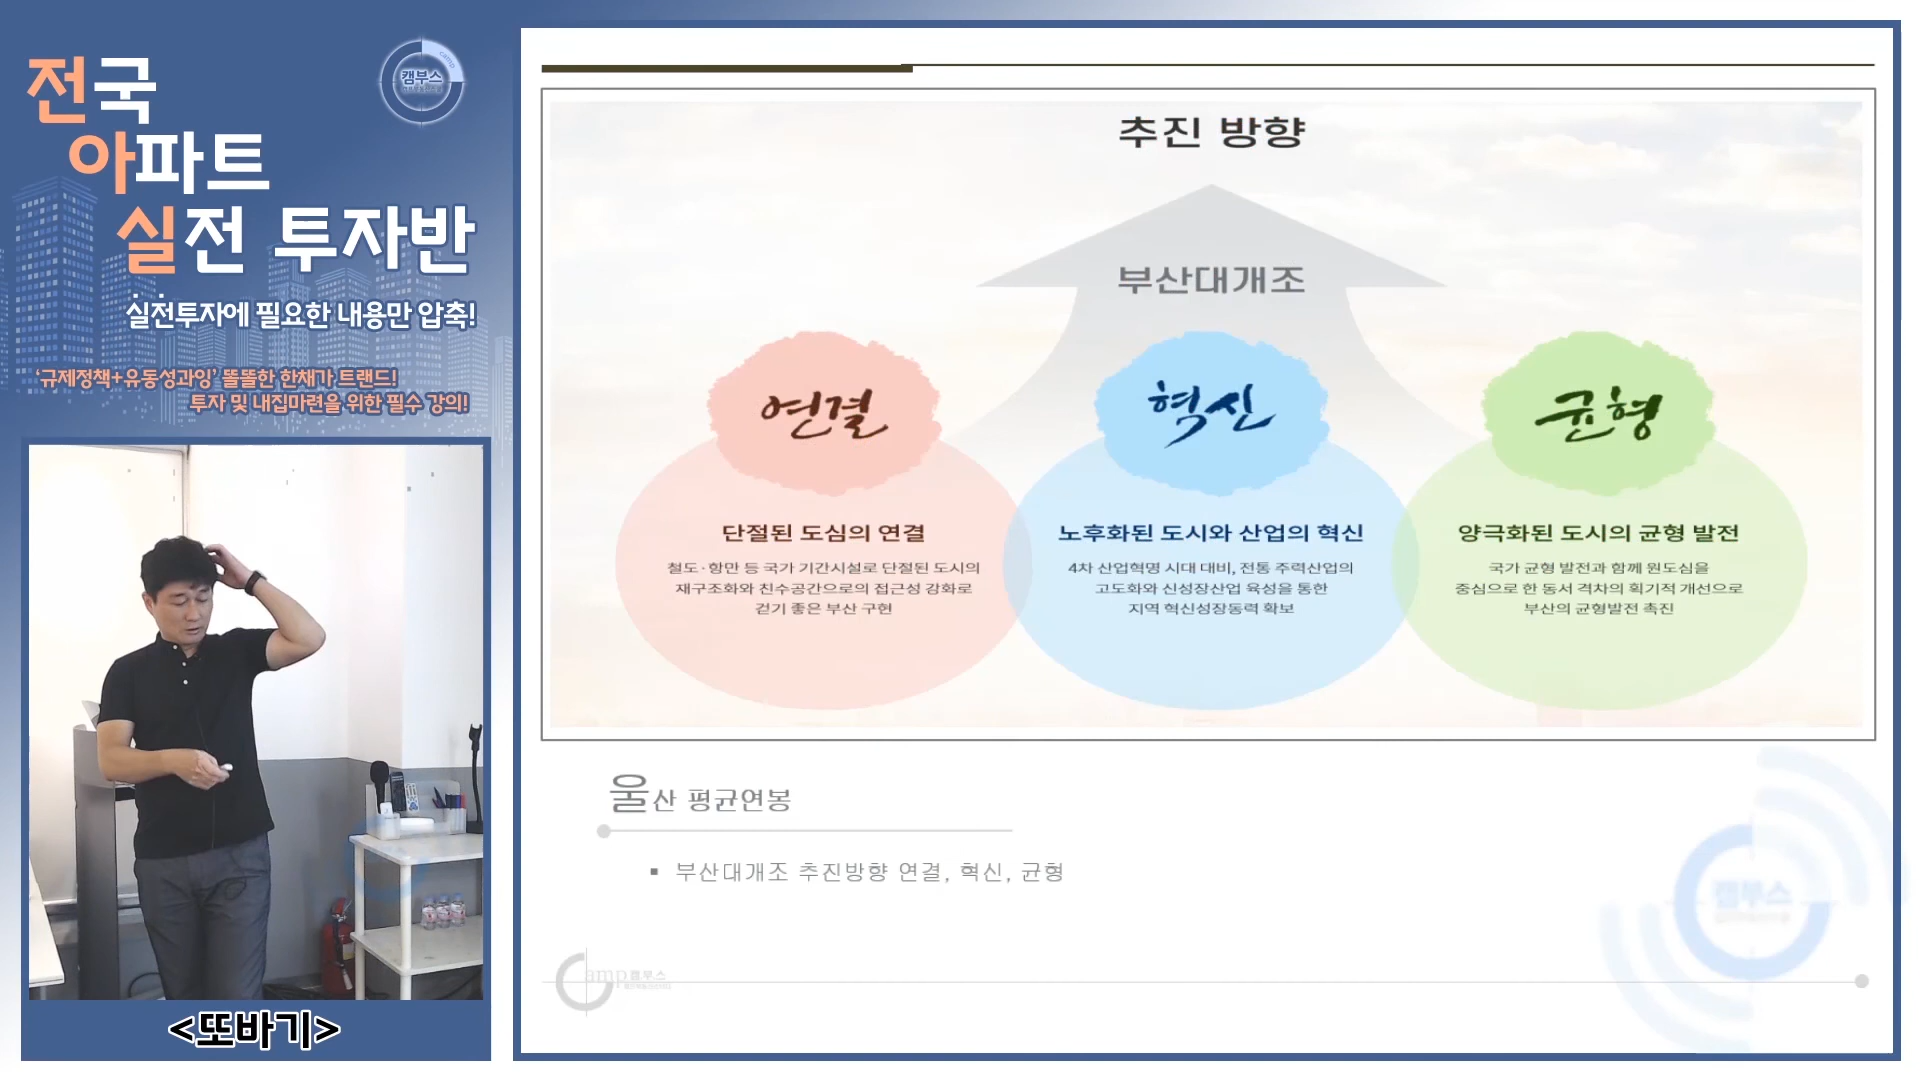 전국
아파트
실전 투자반
실전투자에 필요한 내용만 압축!
‘규제정책+유동성과잉’ 똘똘한 한채가 트랜드!
투자 및 내집마련을 위한 필수 강의!
camp
캠부스
<또바기>
추진 방향
부산대개조
연결
혁신
균형
단절된 도심의 연결
철도·항만 등 국가 기간시설로 단절된 도시의
재구조화와 친수공간으로의 접근성 강화로
걷기 좋은 부산 구현
노후화된 도시와 산업의 혁신
4차 산업혁명 시대 대비, 전통 주력산업의
고도화와 신성장산업 육성을 통한
지역 혁신성장동력 확보
양극화된 도시의 균형 발전
국가 균형 발전과 함께 원도심을
중심으로 한 동서 격차의 획기적 개선으로
부산의 균형발전 촉진
울산 평균연봉
▪ 부산대개조 추진방향 연결, 혁신, 균형
Camp캠부스
캠부스